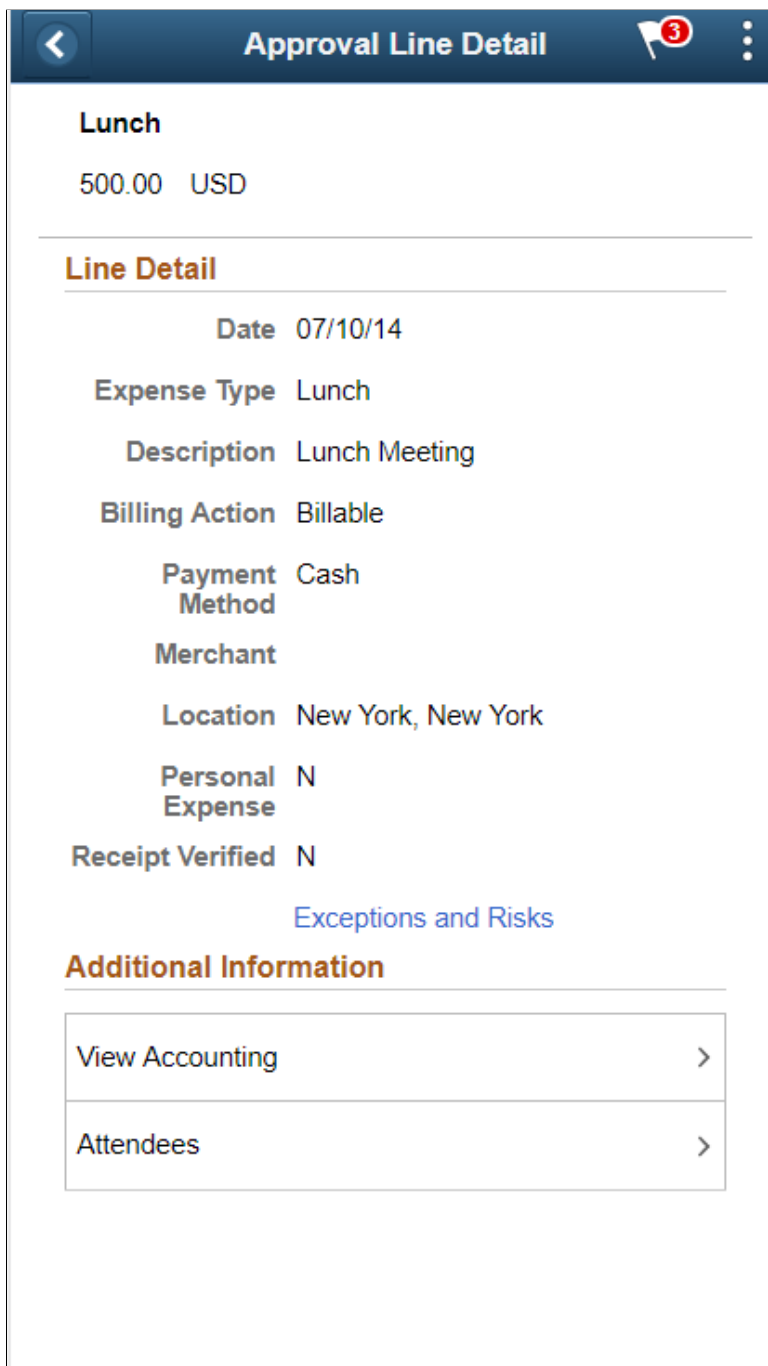 Approval Line Detail
3
Lunch
500.00 USD
Line Detail
Date 07/10/14
Expense Type Lunch
Description Lunch Meeting
Billing Action Billable
Payment Cash
Method
Merchant
Location New York, New York
Personal N
Expense
Receipt Verified N
Exceptions and Risks
Additional Information
View Accounting
Attendees